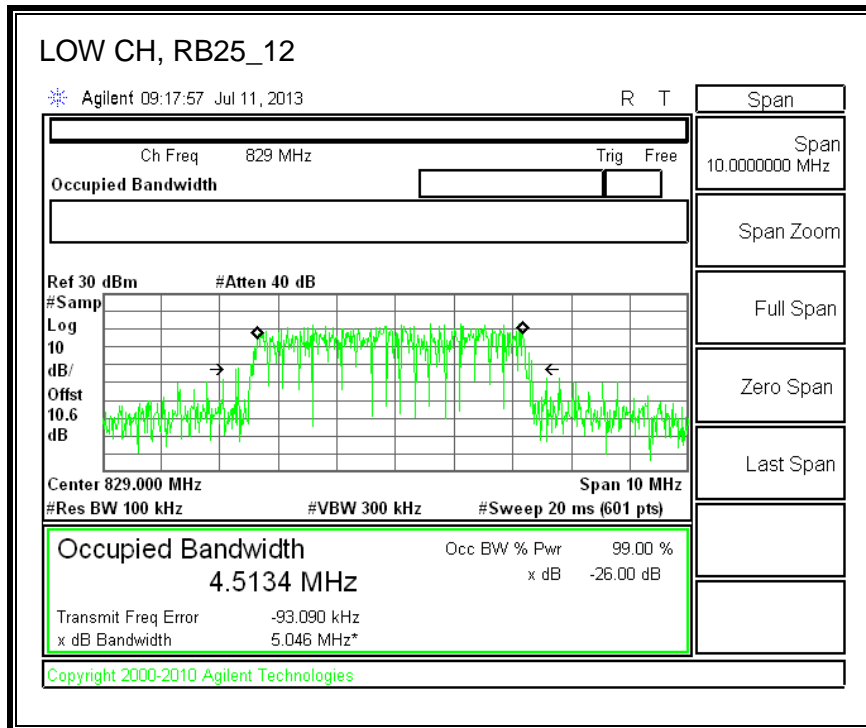 LOW CH, RB25_12
Agilent 09:17:57 Jul 11, 2013 R T
Ch Freq 829 MHz Trig Free
Occupied Bandwidth
Ref 30 dBm #Atten 40 dB
#Samp
Log
10
dB/
Offst
10.6
dB
Center 829.000 MHz Span 10 MHz
#Res BW 100 kHz #VBW 300 kHz #Sweep 20 ms (601 pts)
Occupied Bandwidth Occ BW % Pwr 99.00 %
4.5134 MHz x dB -26.00 dB
Transmit Freq Error -93.090 kHz
x dB Bandwidth 5.046 MHz*
Copyright 2000-2010 Agilent Technologies
Span
Span
10.0000000 MHz
Span Zoom
Full Span
Zero Span
Last Span